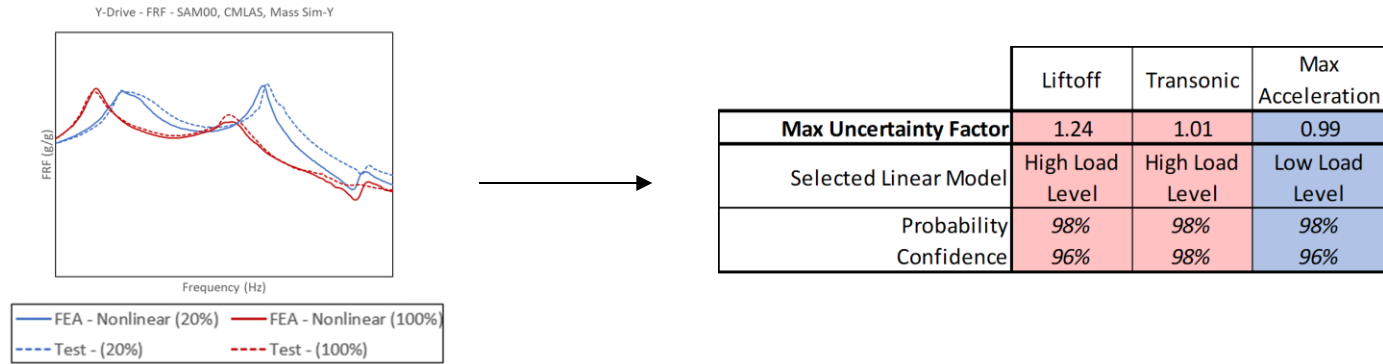 Y-Drive - FRF - SAM00, CMLAS, Mass Sim-Y
FRF (g/g)
Frequency (Hz)
FEA - Nonlinear (20%) FEA - Nonlinear (100%)
Test - (20%) Test - (100%)
Liftoff Transonic Max Acceleration
Max Uncertainty Factor 1.24 1.01 0.99
Selected Linear Model High Load Level High Load Level Low Load Level
Probability 98% 98% 98%
Confidence 96% 98% 96%